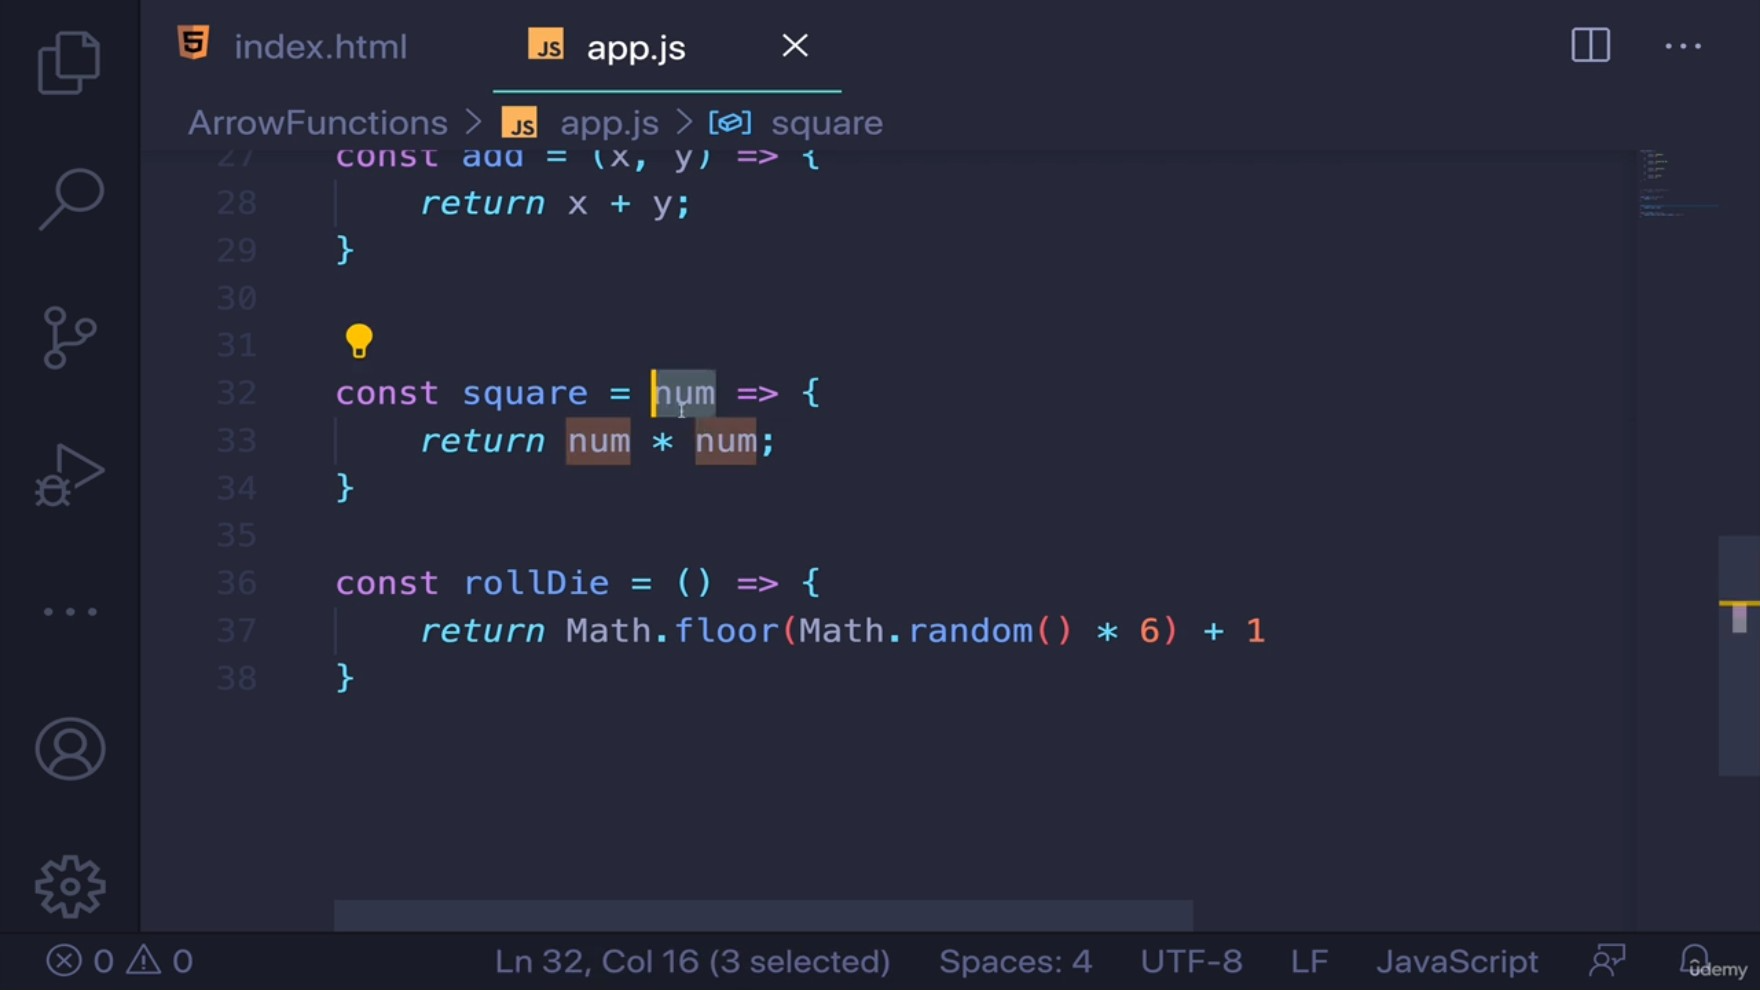 index.html
JS app.js
ArrowFunctions > JS app.js > square
27 const add = (x, y) => {
28 return x + y;
29 }
30
31
32 const square = num => {
33 return num * num;
34 }
35
36 const rollDie = () => {
37 return Math.floor(Math.random() * 6) + 1
38 }
0 0 Ln 32, Col 16 (3 selected) Spaces: 4 UTF-8 LF JavaScript
udemy